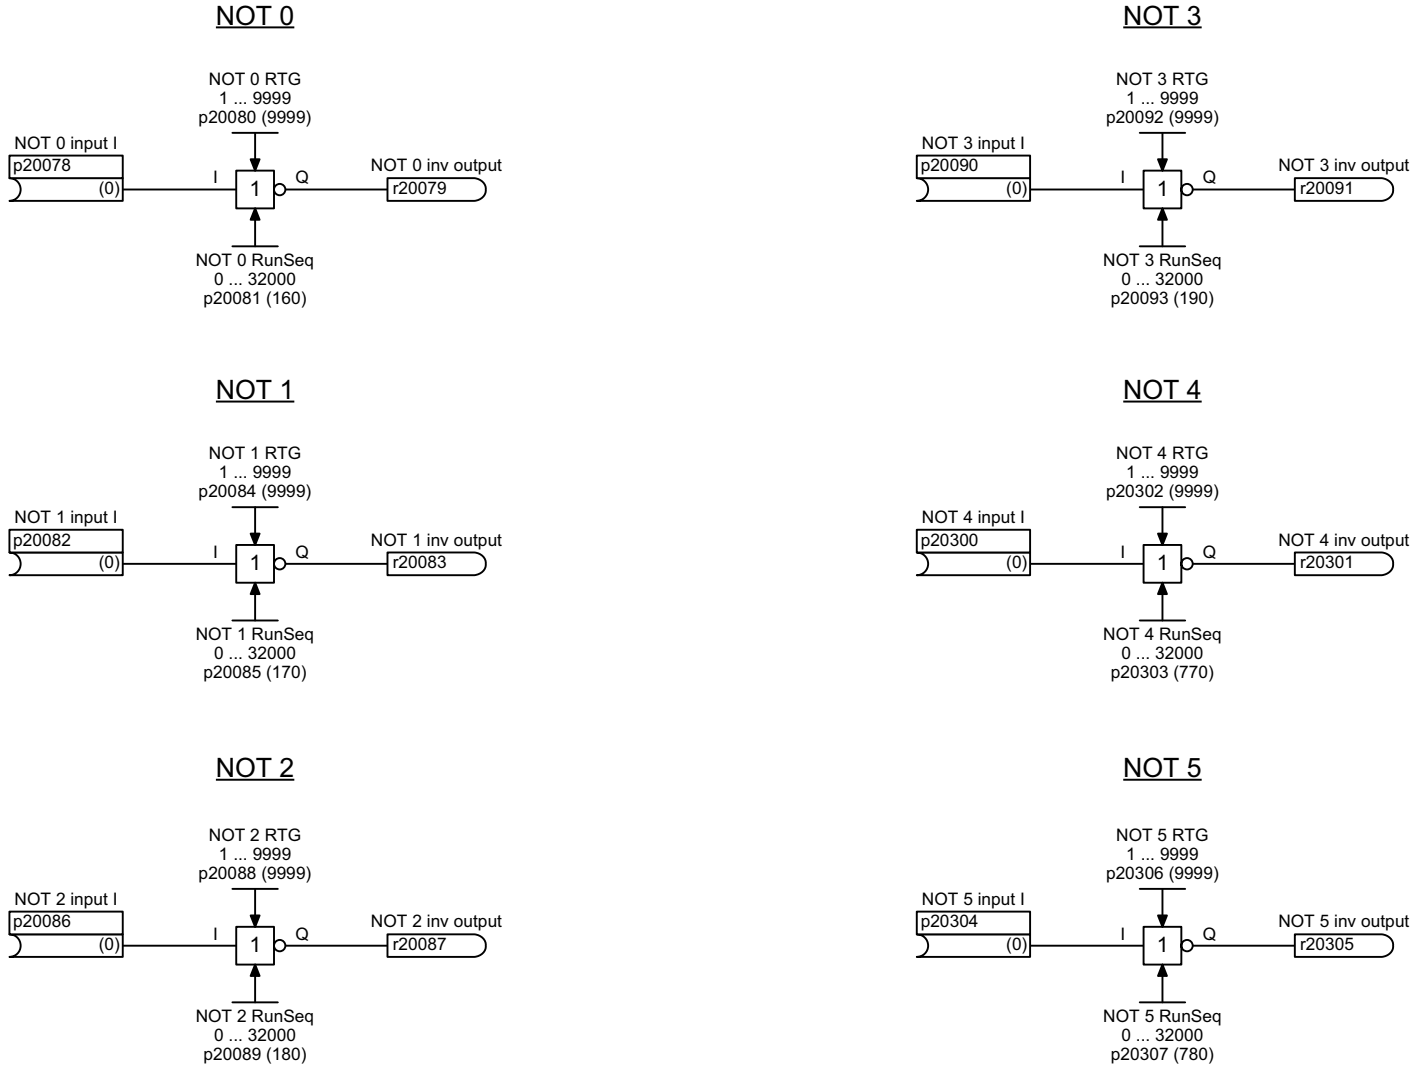 NOT 0
NOT 0 RTG
1 ... 9999
p20080 (9999)
NOT 0 input I
p20078
(0)
I
1
Q
NOT 0 inv output
r20079
NOT 0 RunSeq
0 ... 32000
p20081 (160)
NOT 3
NOT 3 RTG
1 ... 9999
p20092 (9999)
NOT 3 input I
p20090
(0)
I
1
Q
NOT 3 inv output
r20091
NOT 3 RunSeq
0 ... 32000
p20093 (190)
NOT 1
NOT 1 RTG
1 ... 9999
p20084 (9999)
NOT 1 input I
p20082
(0)
I
1
Q
NOT 1 inv output
r20083
NOT 1 RunSeq
0 ... 32000
p20085 (170)
NOT 4
NOT 4 RTG
1 ... 9999
p20302 (9999)
NOT 4 input I
p20300
(0)
I
1
Q
NOT 4 inv output
r20301
NOT 4 RunSeq
0 ... 32000
p20303 (770)
NOT 2
NOT 2 RTG
1 ... 9999
p20088 (9999)
NOT 2 input I
p20086
(0)
I
1
Q
NOT 2 inv output
r20087
NOT 2 RunSeq
0 ... 32000
p20089 (180)
NOT 5
NOT 5 RTG
1 ... 9999
p20306 (9999)
NOT 5 input I
p20304
(0)
I
1
Q
NOT 5 inv output
r20305
NOT 5 RunSeq
0 ... 32000
p20307 (780)